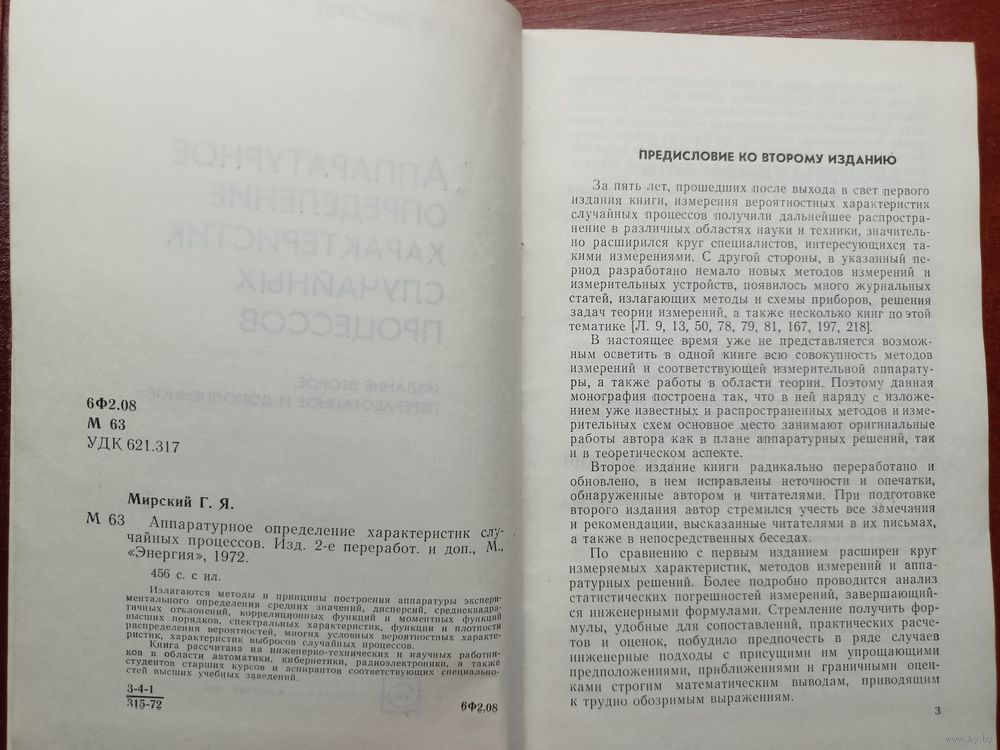 6Ф2.08
М 63
УДК 621.317
Мирский Г. Я.
М 63 Аппаратурное определение характеристик слу-
чайных процессов. Изд. 2-е переработ. и доп., М.,
«Энергия», 1972.
456 с. с ил.
Излагаются методы и принципы построения аппаратуры экспери-
ментального определения средних значений, дисперсий, среднеквадра-
тичных отклонений, корреляционных функций и моментных функций
высших порядков, спектральных характеристик, функции и плотности
распределения вероятностей, многих условных вероятностных характе-
ристик, характеристик выбросов случайных процессов.
Книга рассчитана на инженерно-технических и научных работни-
ков в области автоматики, кибернетики, радиоэлектроники, а также
студентов старших курсов и аспирантов соответствующих специально-
стей высших учебных заведений.
3-4-1
315-72
6Ф2.08
ПРЕДИСЛОВИЕ КО ВТОРОМУ ИЗДАНИЮ
За пять лет, прошедших после выхода в свет первого
издания книги, измерения вероятностных характеристик
случайных процессов получили дальнейшее распростра-
нение в различных областях науки и техники, значитель-
но расширился круг специалистов, интересующихся та-
кими измерениями. С другой стороны, в указанный пе-
риод разработано немало новых методов измерений и
измерительных устройств, появилось много журнальных
статей, излагающих методы и схемы приборов, решения
задач теории измерений, а также несколько книг по этой
тематике [Л. 9, 13, 50, 78, 79, 81, 167, 197, 218].
В настоящее время уже не представляется возмож-
ным осветить в одной книге всю совокупность методов
измерений и соответствующей измерительной аппарату-
ры, а также работы в области теории. Поэтому данная
монография построена так, что в ней наряду с изложе-
нием уже известных и распространенных методов и изме-
рительных схем основное место занимают оригинальные
работы автора как в плане аппаратурных решений, так
и в теоретическом аспекте.
Второе издание книги радикально переработано и
обновлено, в нем исправлены неточности и опечатки,
обнаруженные автором и читателями. При подготовке
второго издания автор стремился учесть все замечания
и рекомендации, высказанные читателями в их письмах,
а также в непосредственных беседах.
По сравнению с первым изданием расширен круг
измеряемых характеристик, методов измерений и аппа-
ратурных решений. Более подробно проводится анализ
статистических погрешностей измерений, завершающий-
ся инженерными формулами. Стремление получить фор-
мулы, удобные для сопоставлений, практических расче-
тов и оценок, побудило предпочесть в ряде случаев
инженерные подходы с присущими им упрощающими
предположениями, приближениями и граничными оцен-
ками строгим математическим выводам, приводящим
к трудно обозримым выражениям.
3
www.ay.by